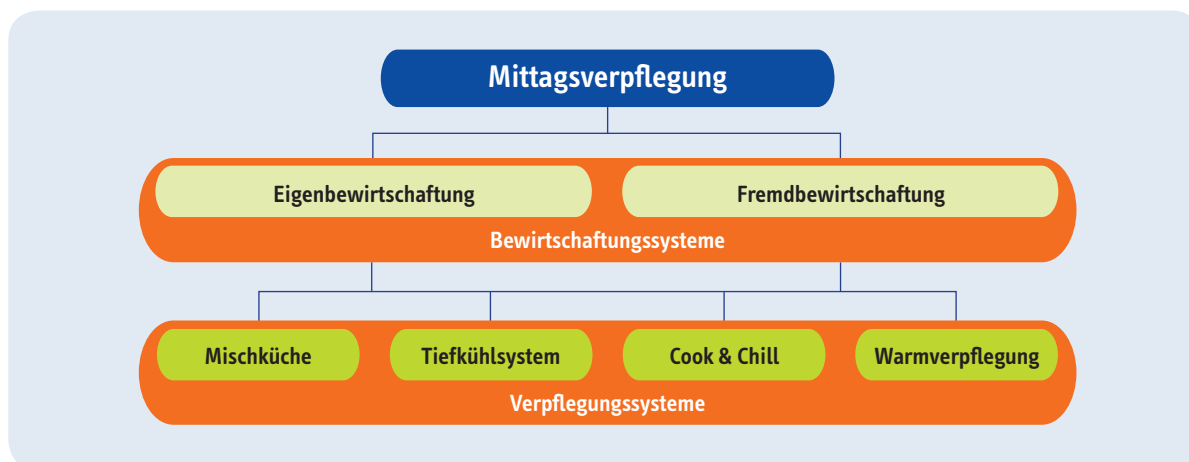 Mittagsverpflegung
Eigenbewirtschaftung
Fremdbewirtschaftung
Bewirtschaftungssysteme
Mischküche
Tiefkühlsystem
Cook & Chill
Warmverpflegung
Verpflegungssysteme